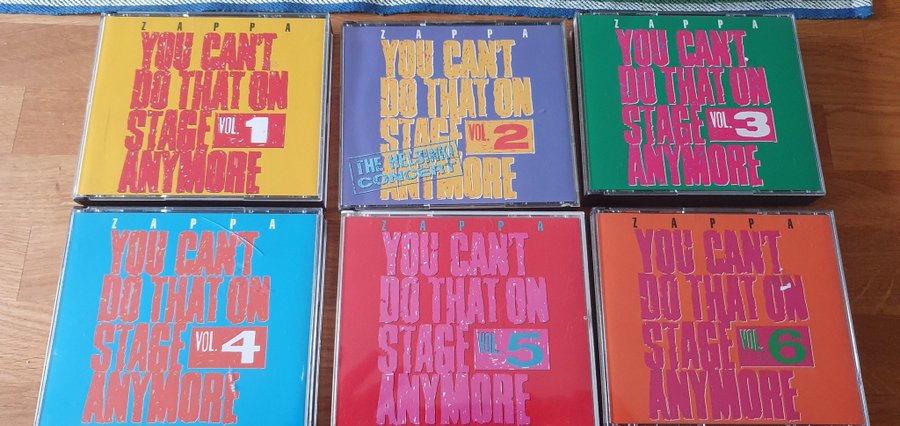 ZAPPA
YOU CAN'T
DO THAT ON
STAGE VOL. 1
ANYMORE
ZAPPA
YOU CAN'T
DO THAT ON
STAGE VOL. 2
THE HELSINKI
CONCERT
ANYMORE
ZAPPA
YOU CAN'T
DO THAT ON
STAGE VOL. 3
ANYMORE
ZAPPA
YOU CAN'T
DO THAT ON
STAGE VOL. 4
ANYMORE
ZAPPA
YOU CAN'T
DO THAT ON
STAGE VOL. 5
ANYMORE
ZAPPA
YOU CAN'T
DO THAT ON
STAGE VOL. 6
ANYMORE